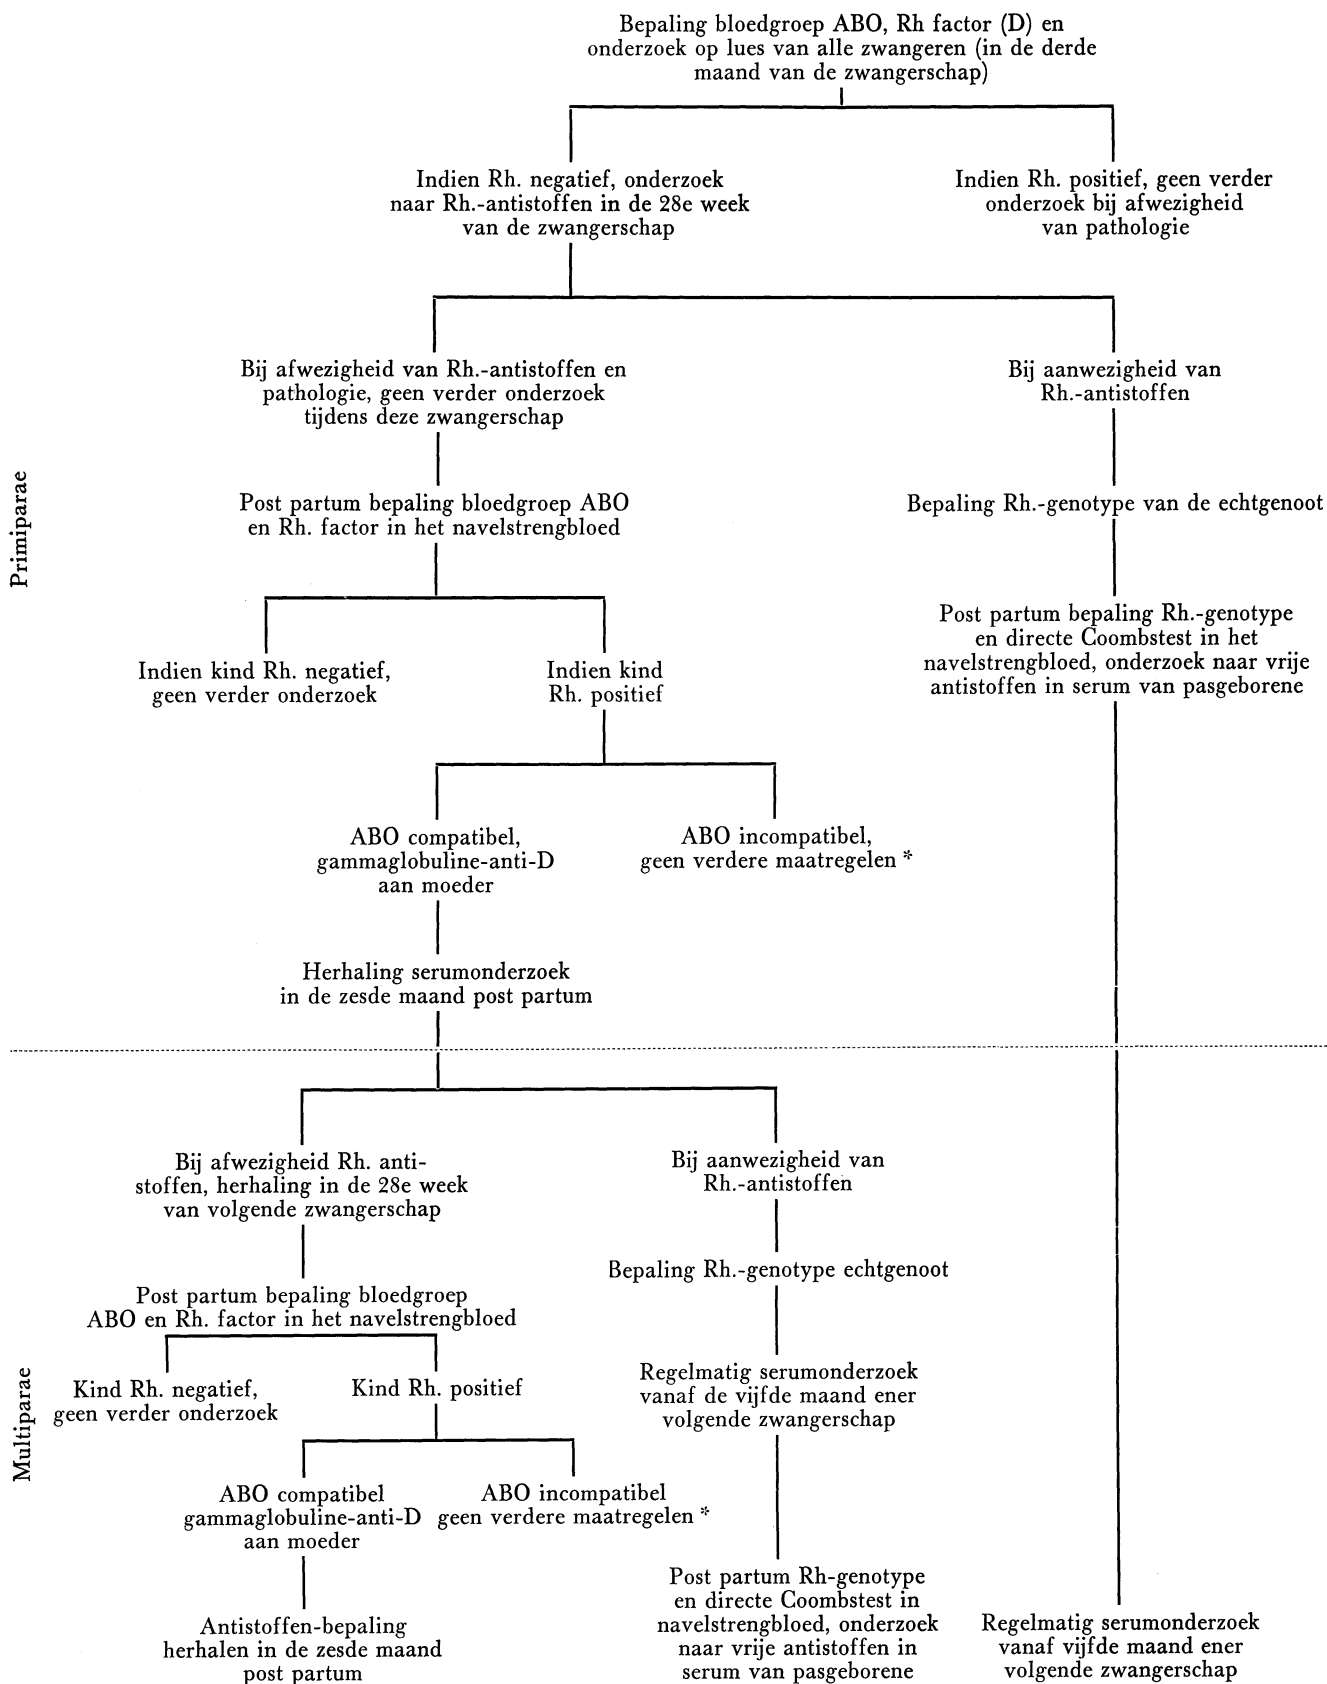 Bepaling bloedgroep ABO, Rh factor (D) en
onderzoek op lues van alle zwangeren (in de derde
maand van de zwangerschap)
Indien Rh. negatief, onderzoek
naar Rh.-antistoffen in de 28e week
van de zwangerschap
Indien Rh. positief, geen verder
onderzoek bij afwezigheid
van pathologie
Primiparae
Bij afwezigheid van Rh.-antistoffen en
pathologie, geen verder onderzoek
tijdens deze zwangerschap
Bij aanwezigheid van
Rh.-antistoffen
Post partum bepaling bloedgroep ABO
en Rh. factor in het navelstrengbloed
Bepaling Rh.-genotype van de echtgenoot
Indien kind Rh. negatief,
geen verder onderzoek
Indien kind
Rh. positief
Post partum bepaling Rh.-genotype
en directe Coombstest in het
navelstrengbloed, onderzoek naar vrije
antistoffen in serum van pasgeborene
ABO compatibel,
gammaglobuline-anti-D
aan moeder
ABO incompatibel,
geen verdere maatregelen *
Herhaling serumonderzoek
in de zesde maand post partum
Multiparae
Bij afwezigheid Rh. anti-
stoffen, herhaling in de 28e week
van volgende zwangerschap
Bij aanwezigheid van
Rh.-antistoffen
Post partum bepaling bloedgroep
ABO en Rh. factor in het navelstrengbloed
Bepaling Rh.-genotype echtgenoot
Kind Rh. negatief,
geen verder onderzoek
Kind Rh. positief
Regelmatig serumonderzoek
vanaf de vijfde maand ener
volgende zwangerschap
ABO compatibel
gammaglobuline-anti-D
aan moeder
ABO incompatibel
geen verdere maatregelen *
Antistoffen-bepaling
herhalen in de zesde maand
post partum
Post partum Rh-genotype
en directe Coombstest in
navelstrengbloed, onderzoek
naar vrije antistoffen in
serum van pasgeborene
Regelmatig serumonderzoek
vanaf vijfde maand ener
volgende zwangerschap